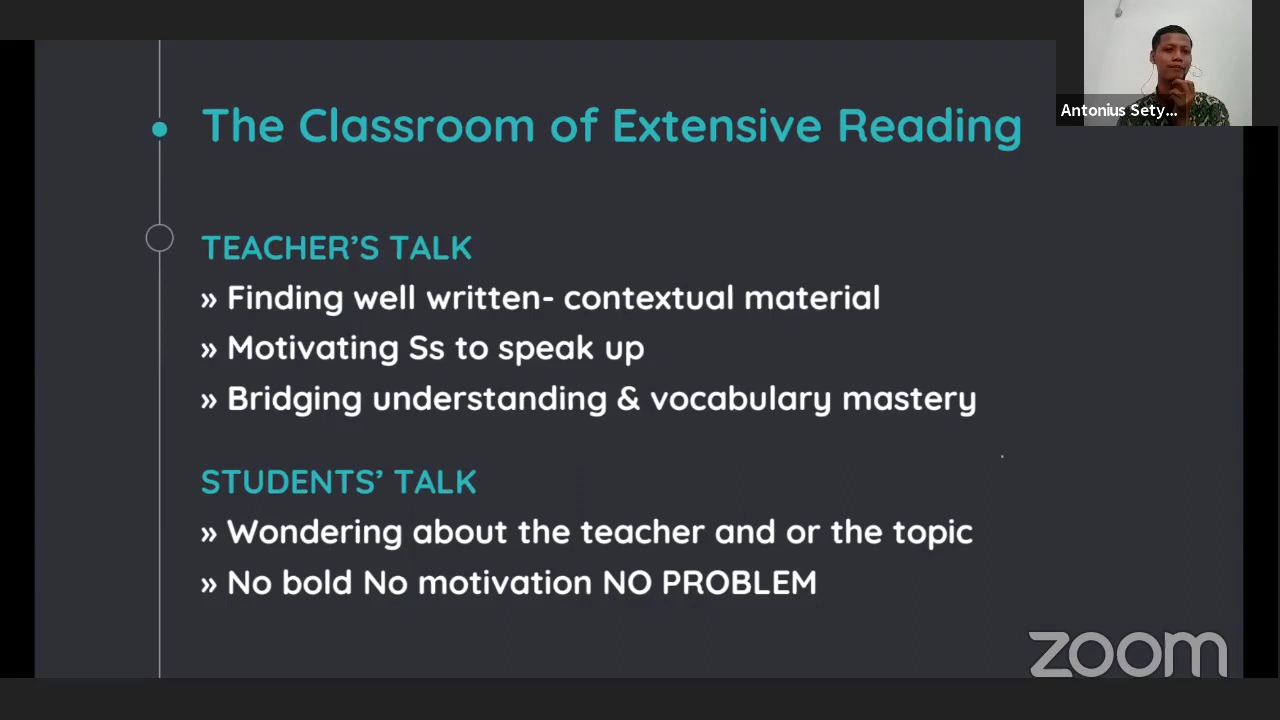 The Classroom of Extensive Reading
Antonius Sety...
TEACHER’S TALK
» Finding well written- contextual material
» Motivating Ss to speak up
» Bridging understanding & vocabulary mastery
STUDENTS’ TALK
» Wondering about the teacher and or the topic
» No bold No motivation NO PROBLEM
zoom